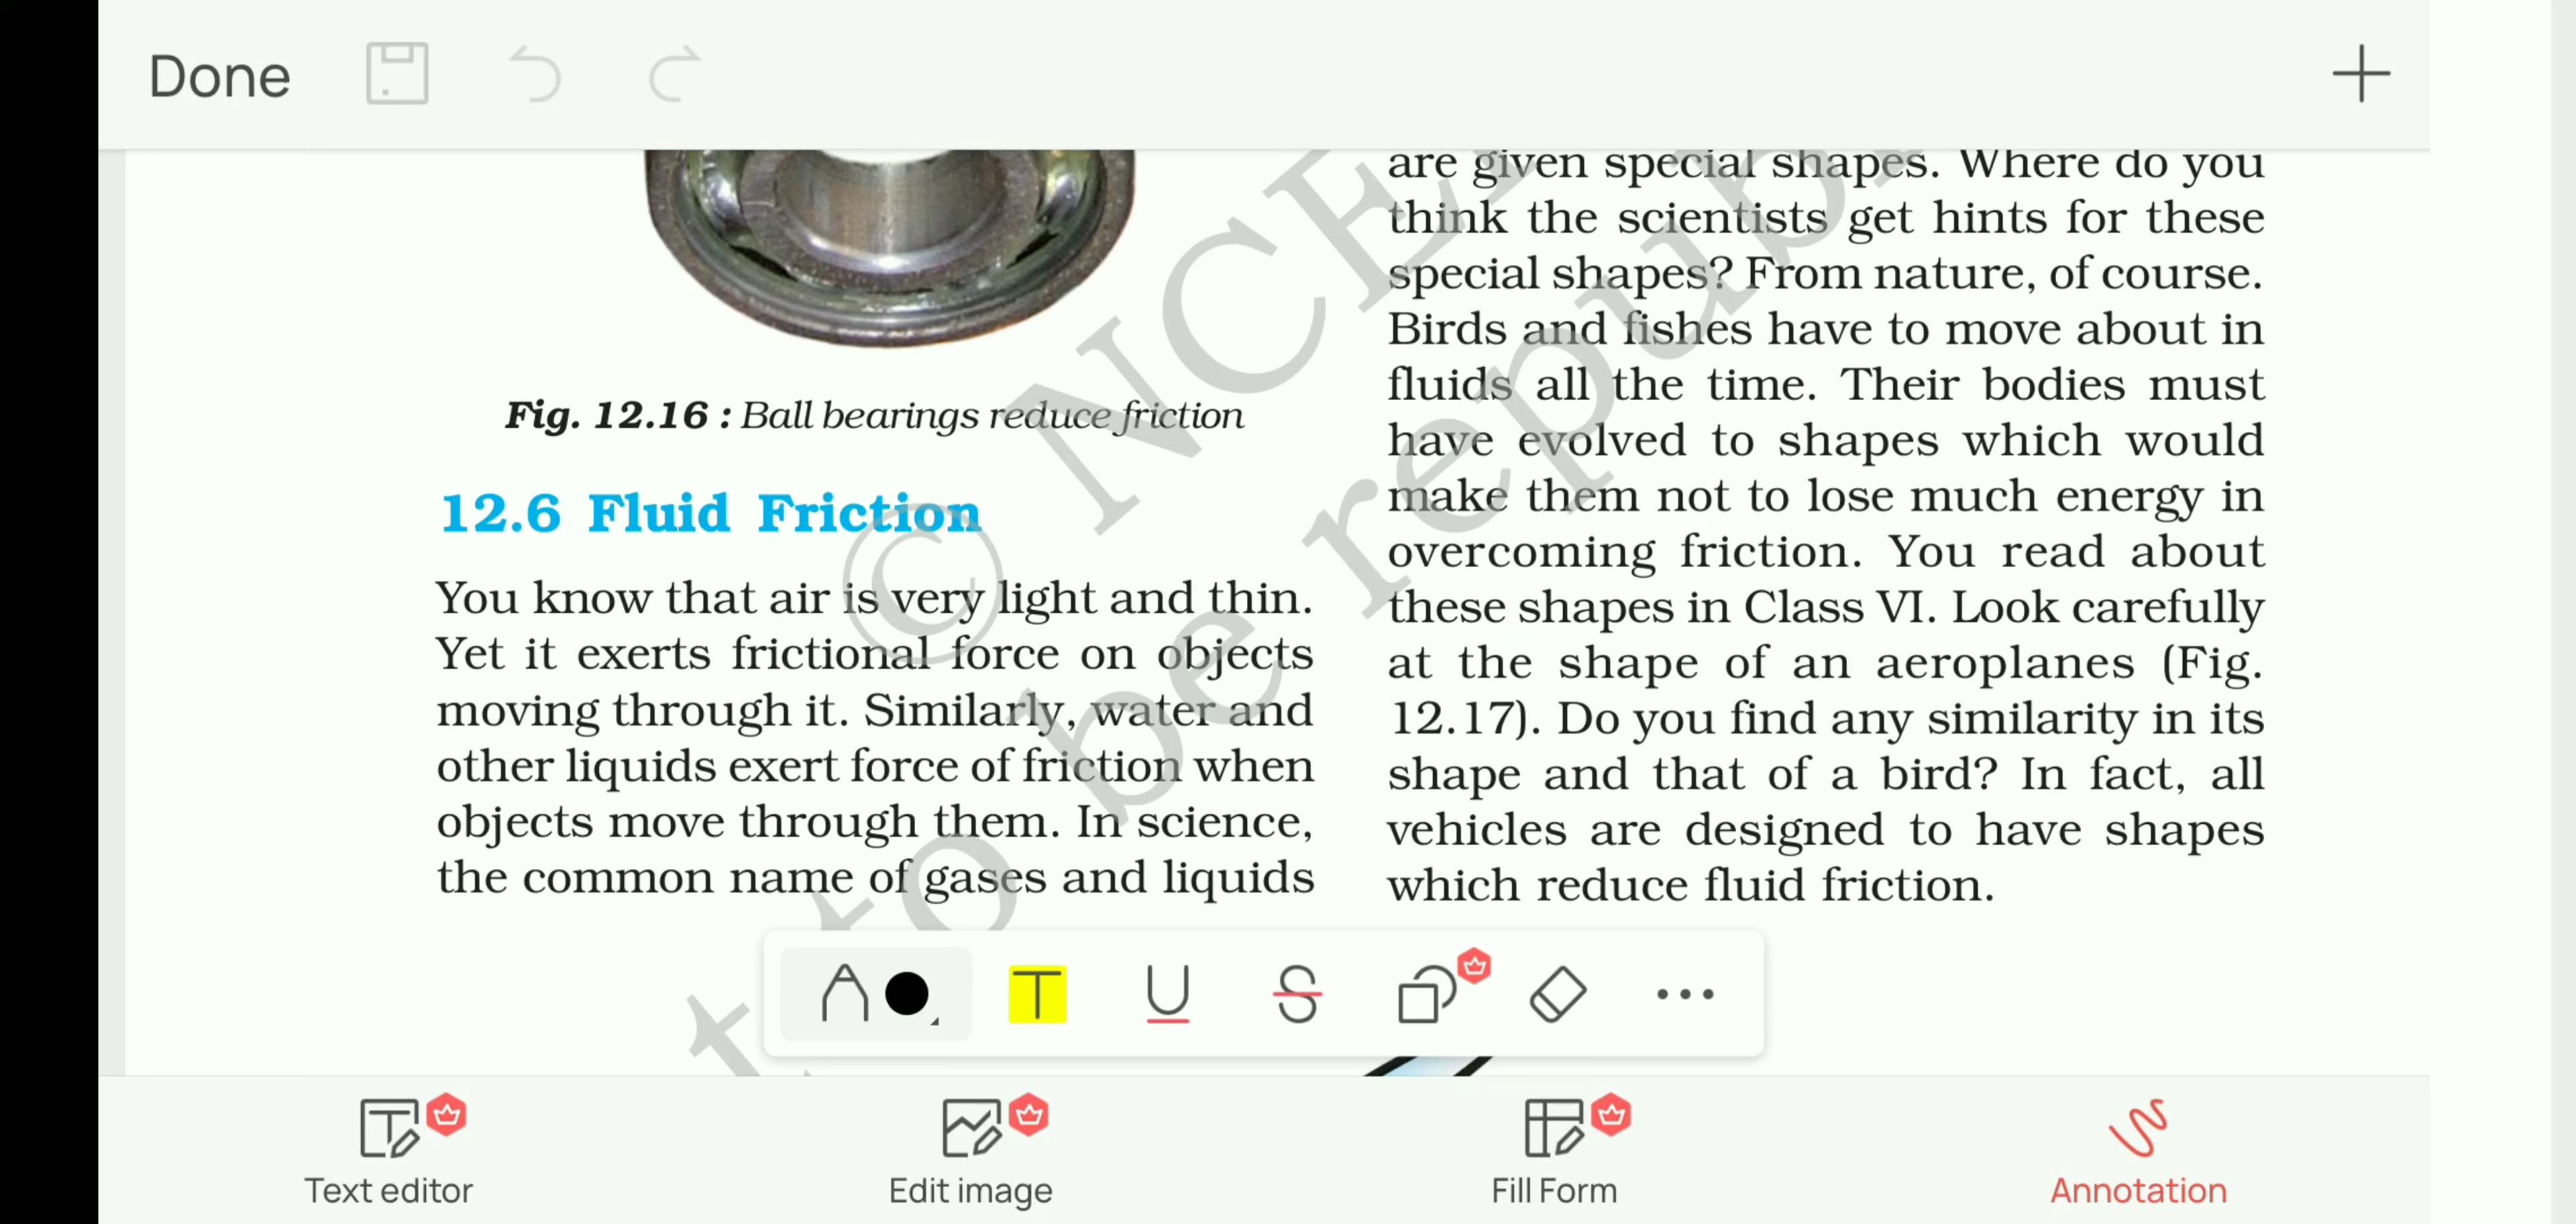 Done
Fig. 12.16 : Ball bearings reduce friction
12.6 Fluid Friction
You know that air is very light and thin.
Yet it exerts frictional force on objects
moving through it. Similarly, water and
other liquids exert force of friction when
objects move through them. In science,
the common name of gases and liquids
are given special shapes. Where do you
think the scientists get hints for these
special shapes? From nature, of course.
Birds and fishes have to move about in
fluids all the time. Their bodies must
have evolved to shapes which would
make them not to lose much energy in
overcoming friction. You read about
these shapes in Class VI. Look carefully
at the shape of an aeroplanes (Fig.
12.17). Do you find any similarity in its
shape and that of a bird? In fact, all
vehicles are designed to have shapes
which reduce fluid friction.
© NCE
to be repub
Text editor
Edit image
Fill Form
Annotation